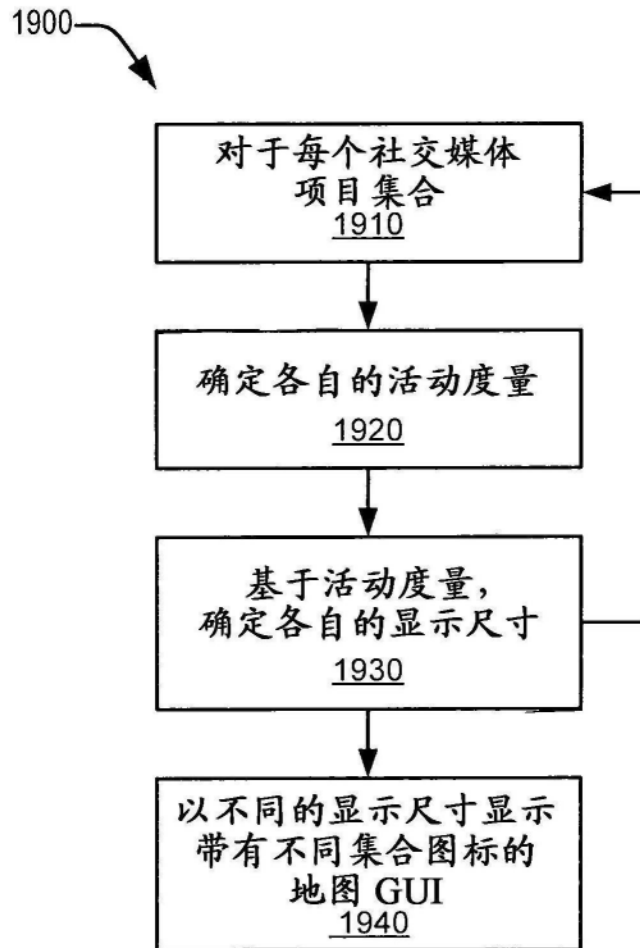 1900
对于每个社交媒体
项目集合
1910
确定各自的活动度量
1920
基于活动度量，
确定各自的显示尺寸
1930
以不同的显示尺寸显示
带有不同集合图标的
地图 GUI
1940